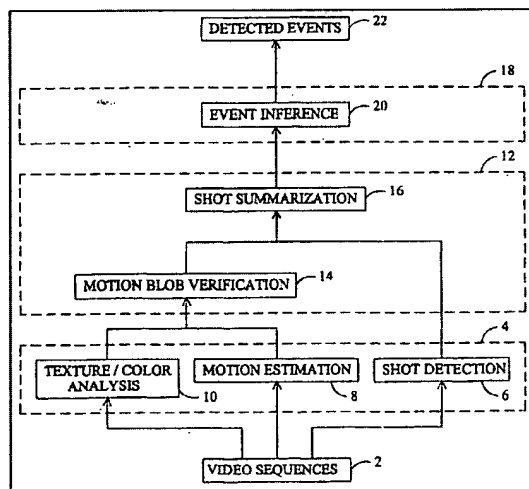 DETECTED EVENTS
22
18
EVENT INFERENCE
20
12
SHOT SUMMARIZATION
16
MOTION BLOB VERIFICATION
14
4
TEXTURE / COLOR
ANALYSIS
10
MOTION ESTIMATION
8
SHOT DETECTION
6
VIDEO SEQUENCES
2